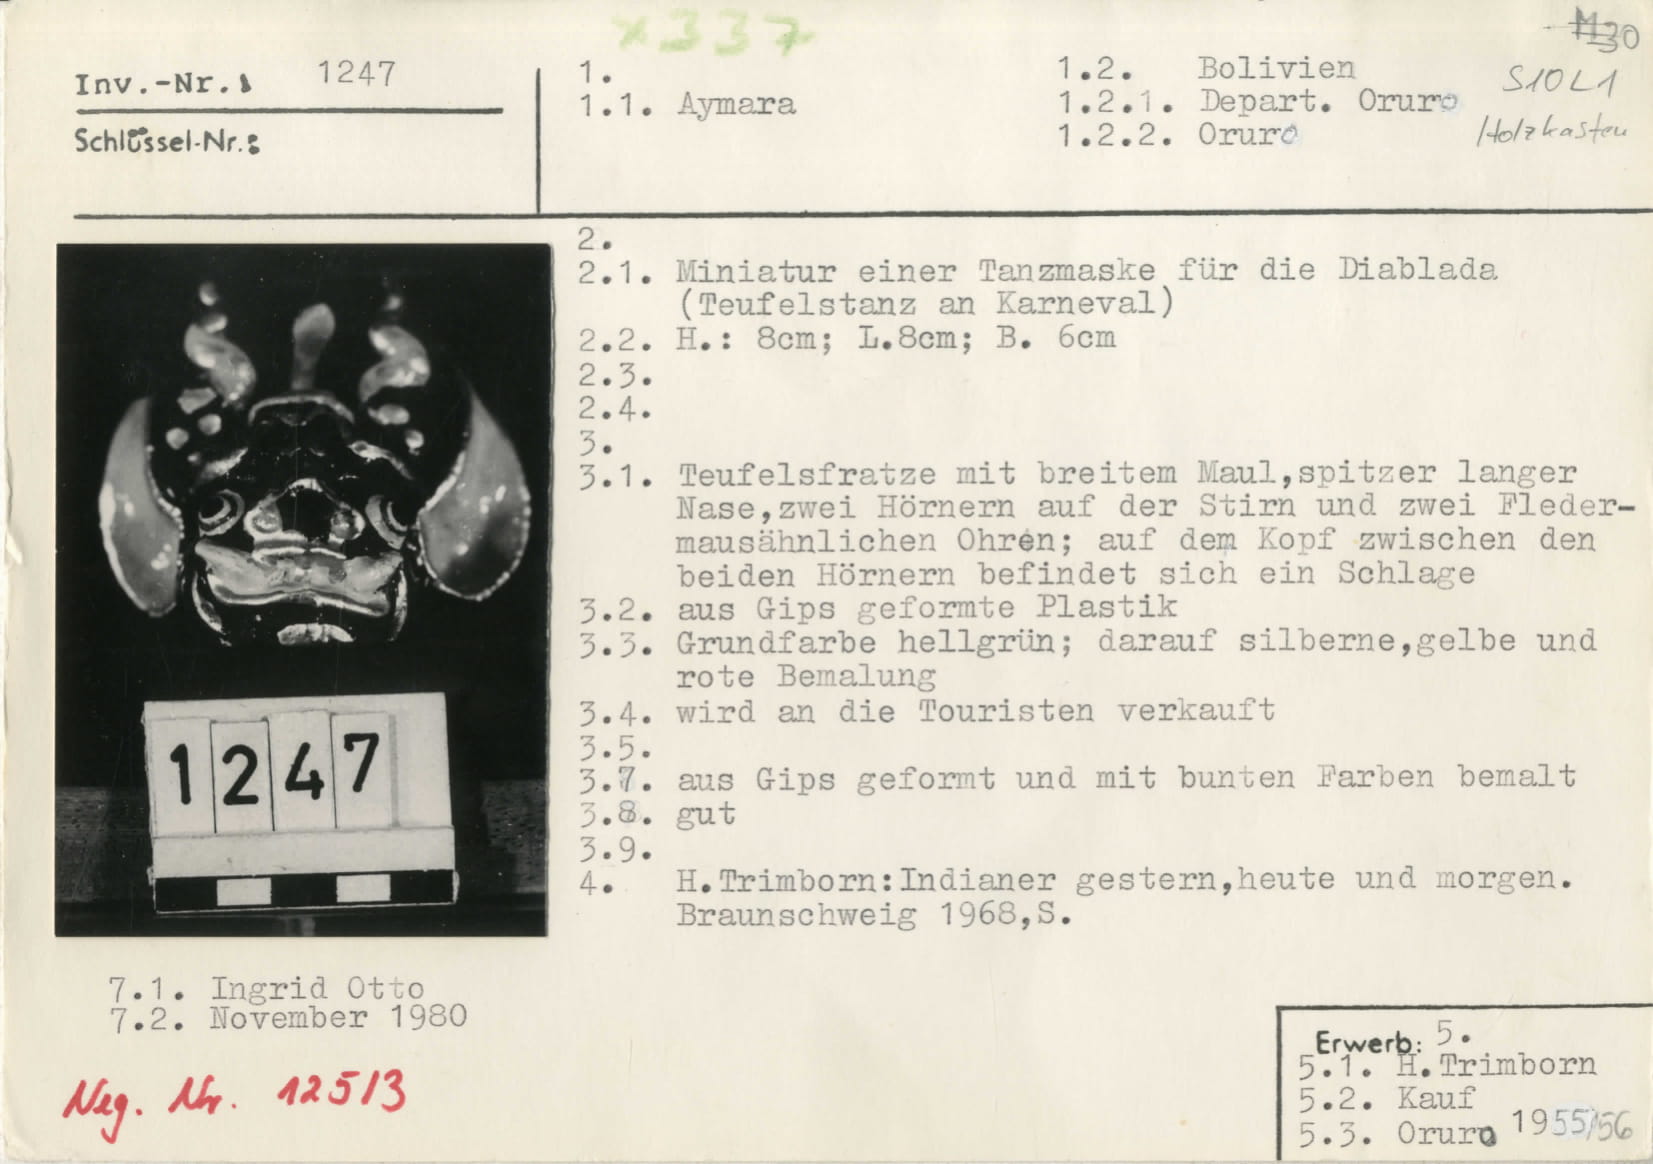 x337
M30
Inv.-Nr.: 1247
Schlüssel-Nr.:
1.
1.1. Aymara
1.2. Bolivien
1.2.1. Depart. Oruro
1.2.2. Oruro
S10L1
Holzkasten
2.
2.1. Miniatur einer Tanzmaske für die Diablada
(Teufelstanz an Karneval)
2.2. H.: 8cm; L.8cm; B. 6cm
2.3.
2.4.
3.
3.1. Teufelsfratze mit breitem Maul,spitzer langer
Nase,zwei Hörnern auf der Stirn und zwei Fleder-
mausähnlichen Ohren; auf dem Kopf zwischen den
beiden Hörnern befindet sich ein Schlage
3.2. aus Gips geformte Plastik
3.3. Grundfarbe hellgrün; darauf silberne,gelbe und
rote Bemalung
3.4. wird an die Touristen verkauft
3.5.
3.7. aus Gips geformt und mit bunten Farben bemalt
3.8. gut
3.9.
4. H.Trimborn:Indianer gestern,heute und morgen.
Braunschweig 1968,S.
1247
7.1. Ingrid Otto
7.2. November 1980
Neg. Nr. 125/3
Erwerb: 5.
5.1. H.Trimborn
5.2. Kauf
5.3. Oruro 1955/56